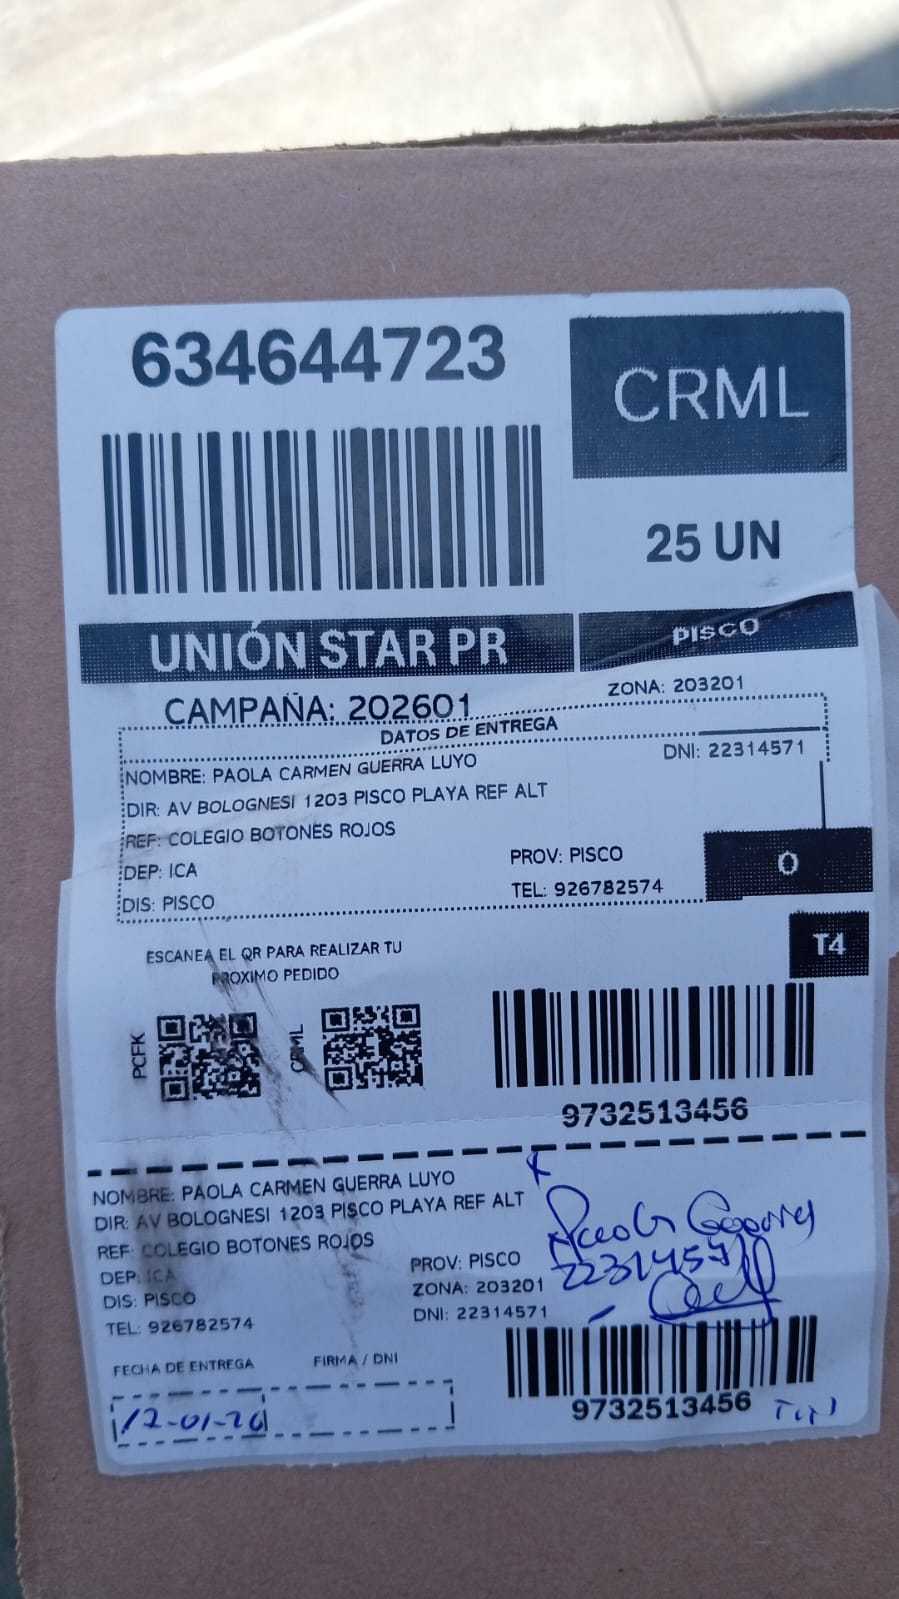 634644723
CRML
25 UN
UNIÓN STAR PR
PISCO
CAMPAÑA: 202601
ZONA: 203201
DATOS DE ENTREGA
NOMBRE: PAOLA CARMEN GUERRA LUYO
DNI: 22314571
DIR: AV BOLOGNESI 1203 PISCO PLAYA REF ALT
REF: COLEGIO BOTONES ROJOS
DEP: ICA
PROV: PISCO
DIS: PISCO
TEL: 926782574
O
T4
ESCANEA EL QR PARA REALIZAR TU
PROXIMO PEDIDO
PCFK
CRML
9732513456
NOMBRE: PAOLA CARMEN GUERRA LUYO
DIR: AV BOLOGNESI 1203 PISCO PLAYA REF ALT
REF: COLEGIO BOTONES ROJOS
DEP: ICA
PROV: PISCO
DIS: PISCO
ZONA: 203201
TEL: 926782574
DNI: 22314571
Paola Guerra
22314571
FECHA DE ENTREGA
FIRMA / DNI
12-01-26
9732513456